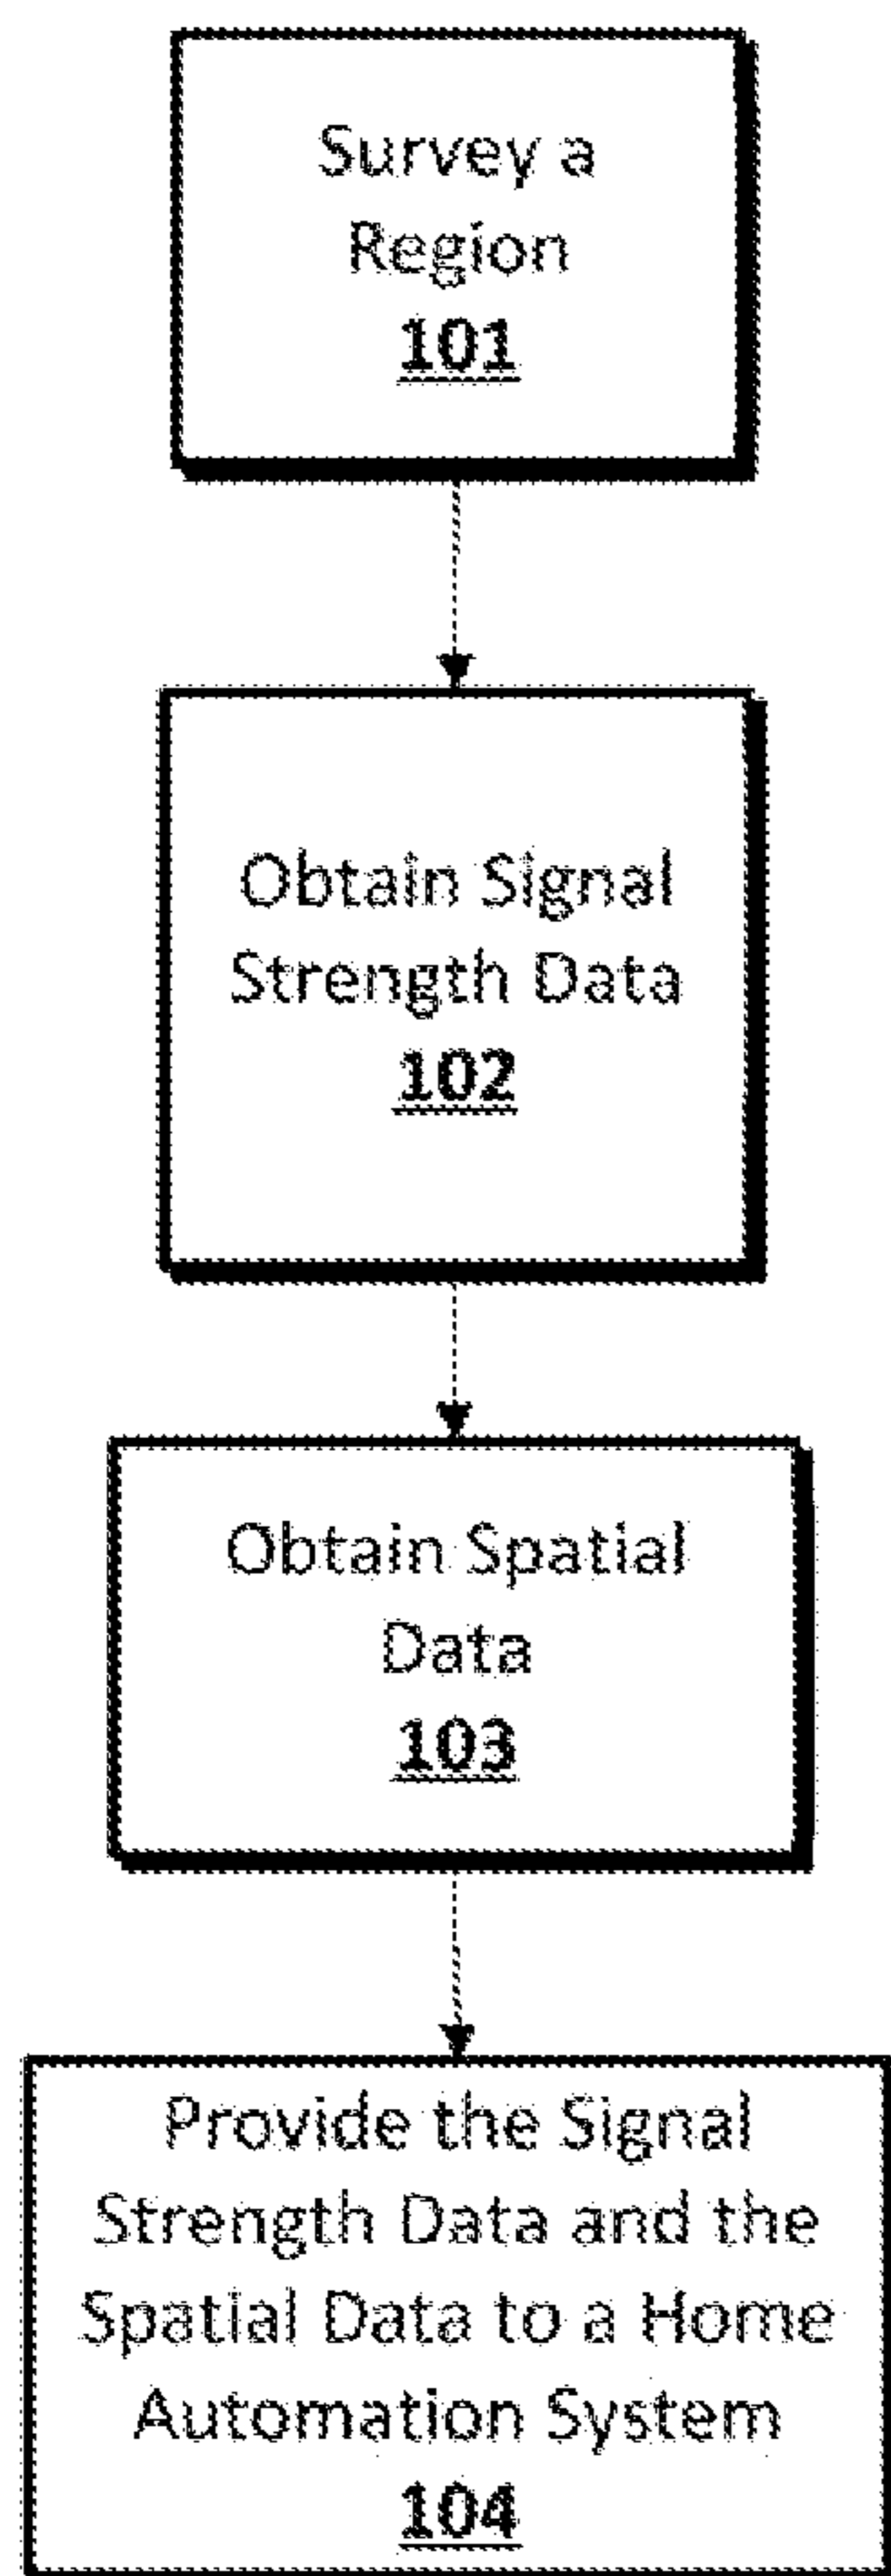 Survey a
Region
101
Obtain Signal
Strength Data
102
Obtain Spatial
Data
103
Provide the Signal
Strength Data and the
Spatial Data to a Home
Automation System
104